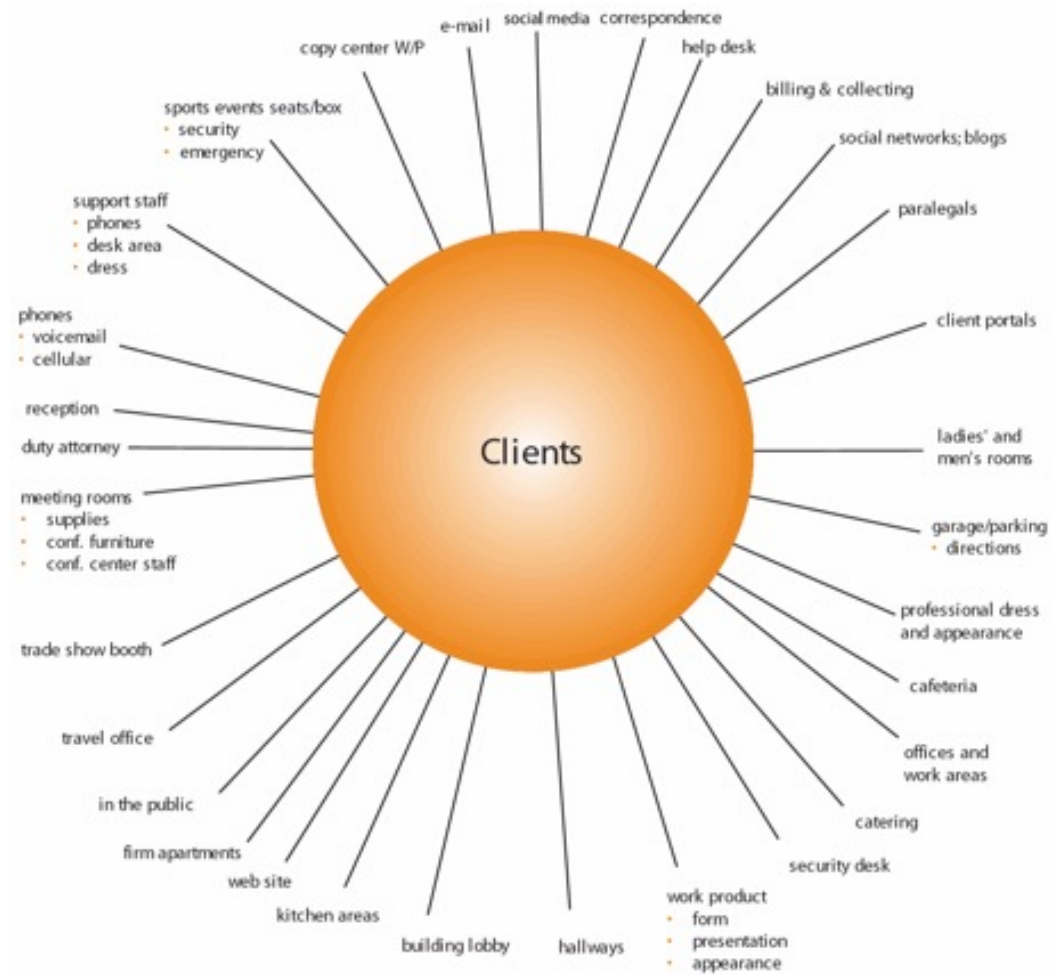 social media
correspondence
e-mail
help desk
copy center W/P
billing & collecting
sports events seats/box
• security
• emergency
social networks; blogs
support staff
• phones
• desk area
• dress
paralegals
phones
• voicemail
• cellular
client portals
reception
duty attorney
Clients
ladies' and
men's rooms
meeting rooms
• supplies
• conf. furniture
• conf. center staff
garage/parking
• directions
professional dress
and appearance
trade show booth
cafeteria
travel office
offices and
work areas
in the public
catering
firm apartments
security desk
web site
kitchen areas
work product
• form
• presentation
• appearance
building lobby
hallways